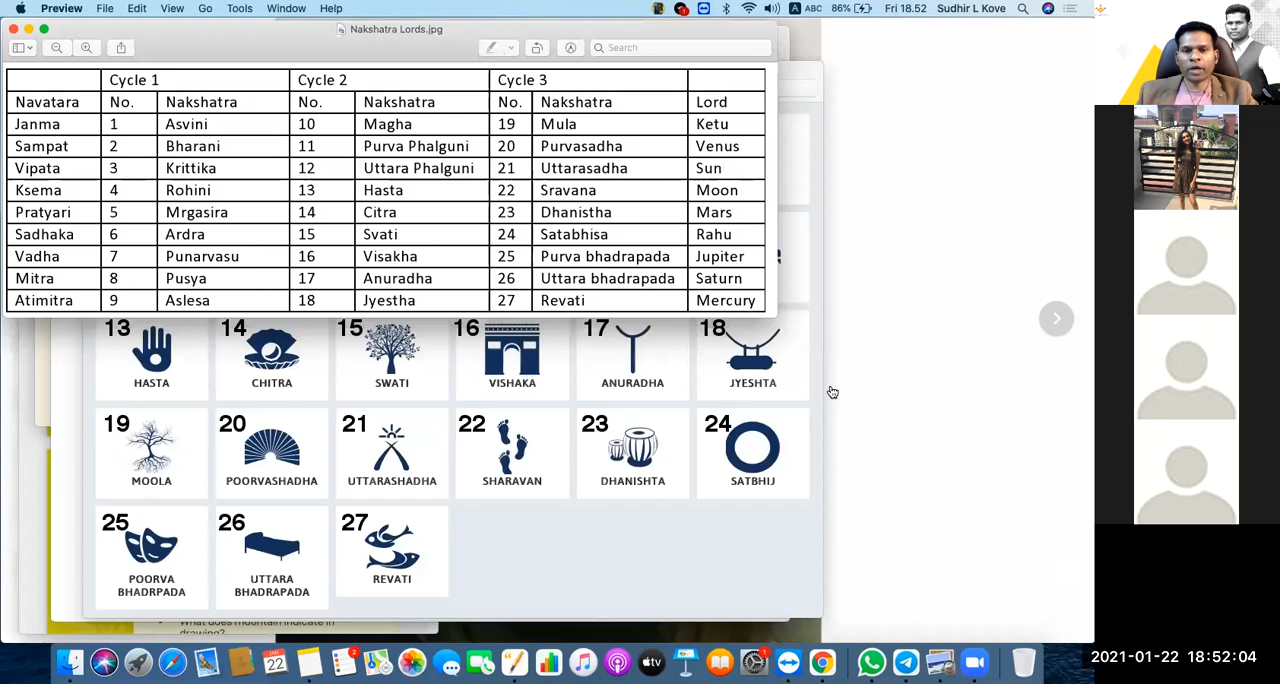 Preview File Edit View Go Tools Window Help ABC 86% Fri 18.52 Sudhir L Kove
Nakshatra Lords.jpg
Search
Cycle 1 Cycle 2 Cycle 3
Navatara No. Nakshatra No. Nakshatra No. Nakshatra Lord
Janma 1 Asvini 10 Magha 19 Mula Ketu
Sampat 2 Bharani 11 Purva Phalguni 20 Purvasadha Venus
Vipata 3 Krittika 12 Uttara Phalguni 21 Uttarasadha Sun
Ksema 4 Rohini 13 Hasta 22 Sravana Moon
Pratyari 5 Mrgasira 14 Citra 23 Dhanistha Mars
Sadhaka 6 Ardra 15 Svati 24 Satabhisa Rahu
Vadha 7 Punarvasu 16 Visakha 25 Purva bhadrapada Jupiter
Mitra 8 Pusya 17 Anuradha 26 Uttara bhadrapada Saturn
Atimitra 9 Aslesa 18 Jyestha 27 Revati Mercury
13 14 15 16 17 18
HASTA CHITRA SWATI VISHAKA ANURADHA JYESHTA
19 20 21 22 23 24
MOOLA POORVASHADHA UTTARASHADHA SHARAVAN DHANISHTA SATBHIJ
25 26 27
POORVA BHADRPADA UTTARA BHADRAPADA REVATI
What does mountain indicate in
drawing?
JAN 22 2 tv 1
2021-01-22 18:52:04